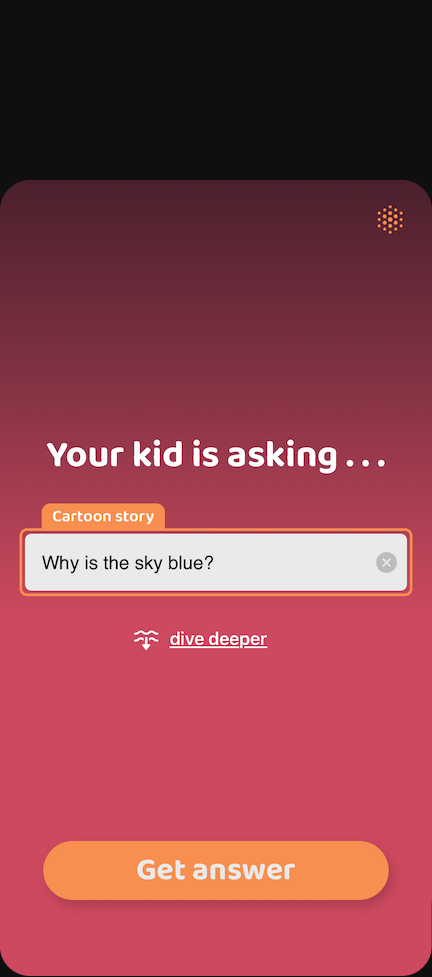 Your kid is asking . . .
Cartoon story
Why is the sky blue?
dive deeper
Get answer